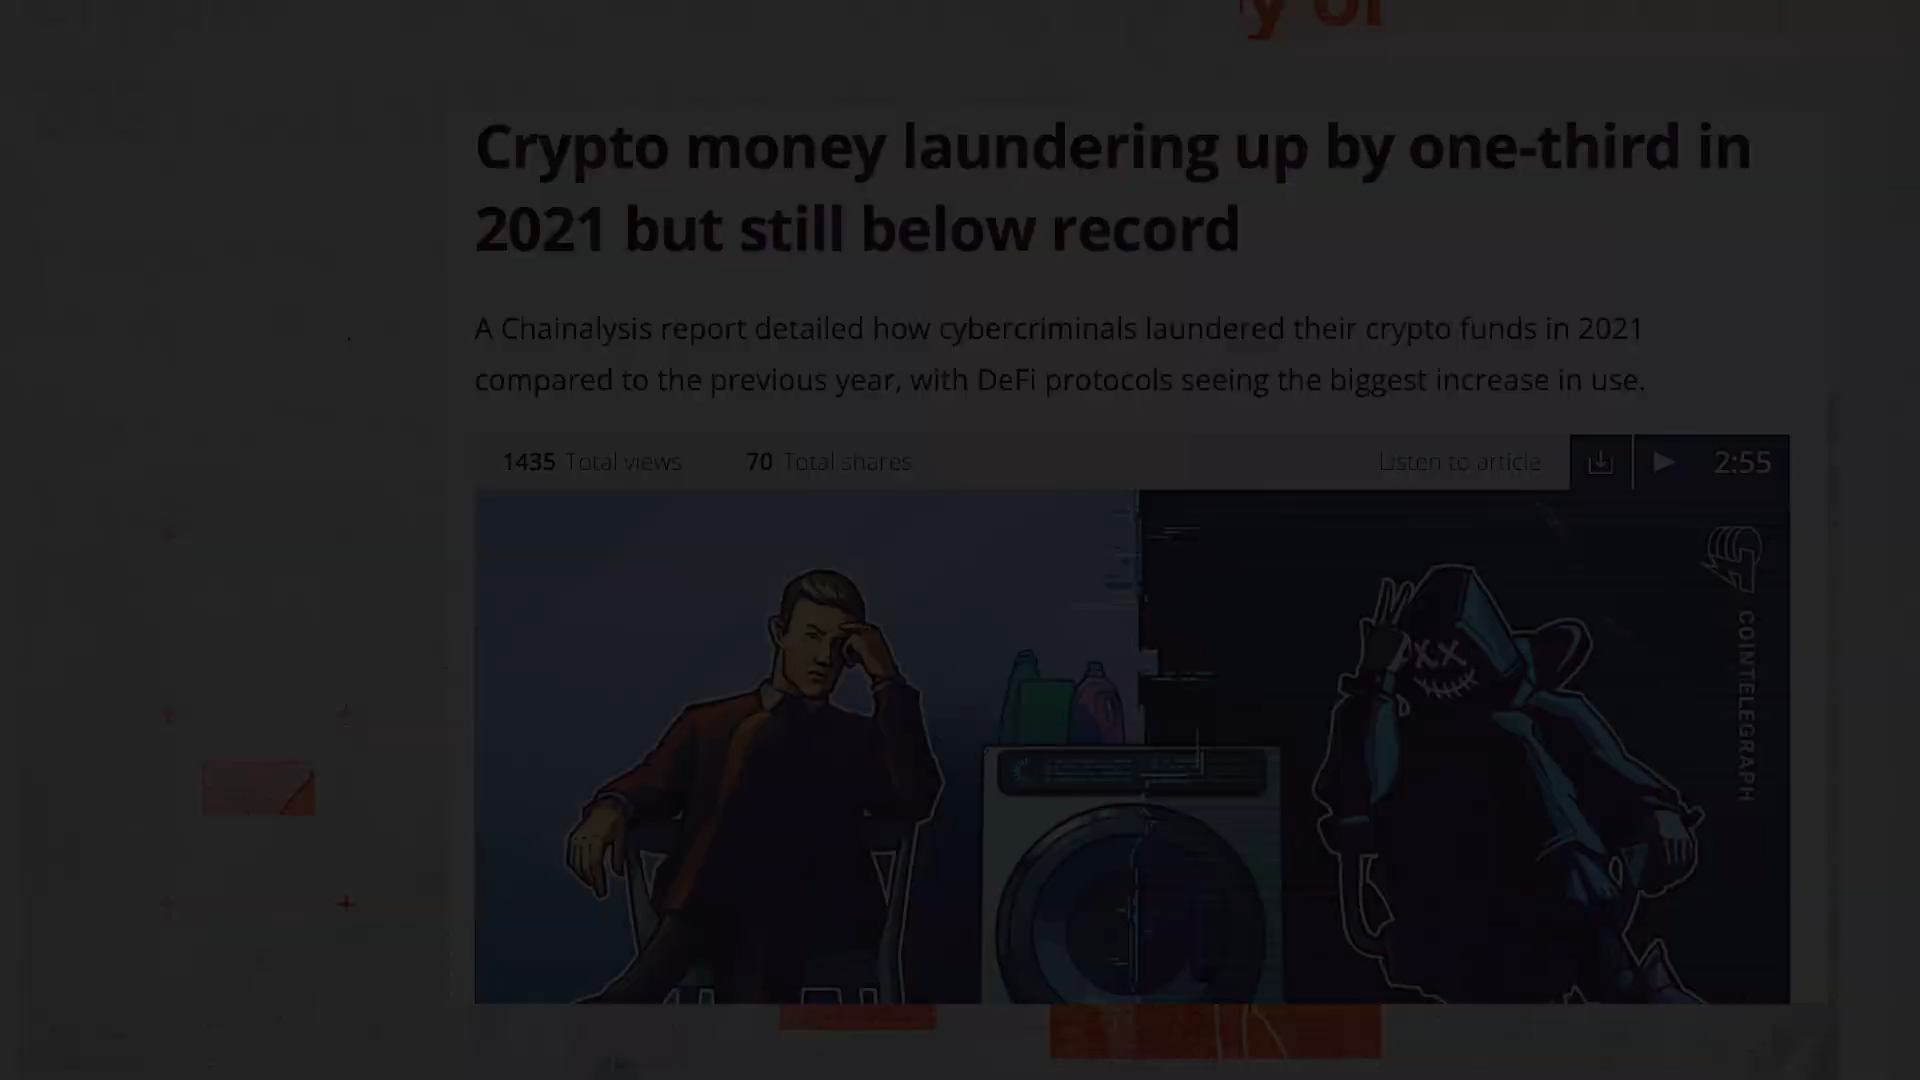 y of
Crypto money laundering up by one-third in
2021 but still below record
A Chainalysis report detailed how cybercriminals laundered their crypto funds in 2021
compared to the previous year, with DeFi protocols seeing the biggest increase in use.
1435 Total views 70 Total shares Listen to article 2:55
COINTELEGRAPH